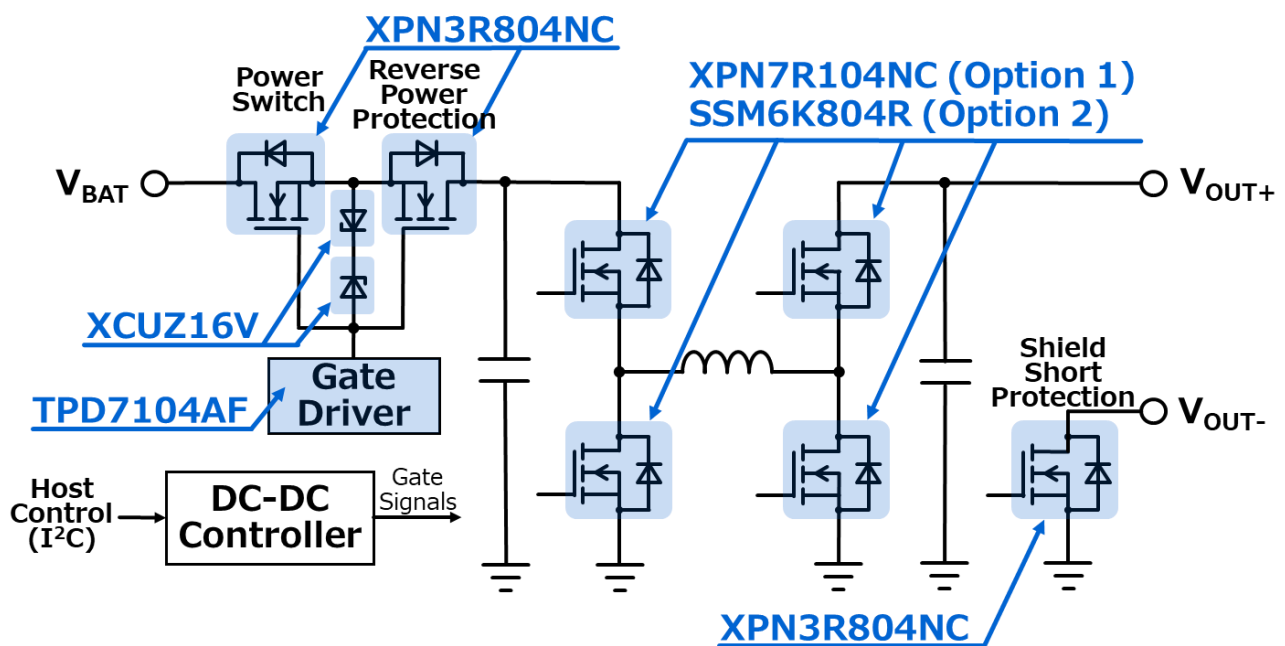 XPN3R804NC
Power
Switch
Reverse
Power
Protection
XPN7R104NC (Option 1)
SSM6K804R (Option 2)
VBAT
VOUT+
XCUZ16V
Gate
Driver
TPD7104AF
Shield
Short
Protection
VOUT-
Host
Control
(I²C)
DC-DC
Controller
Gate
Signals
XPN3R804NC